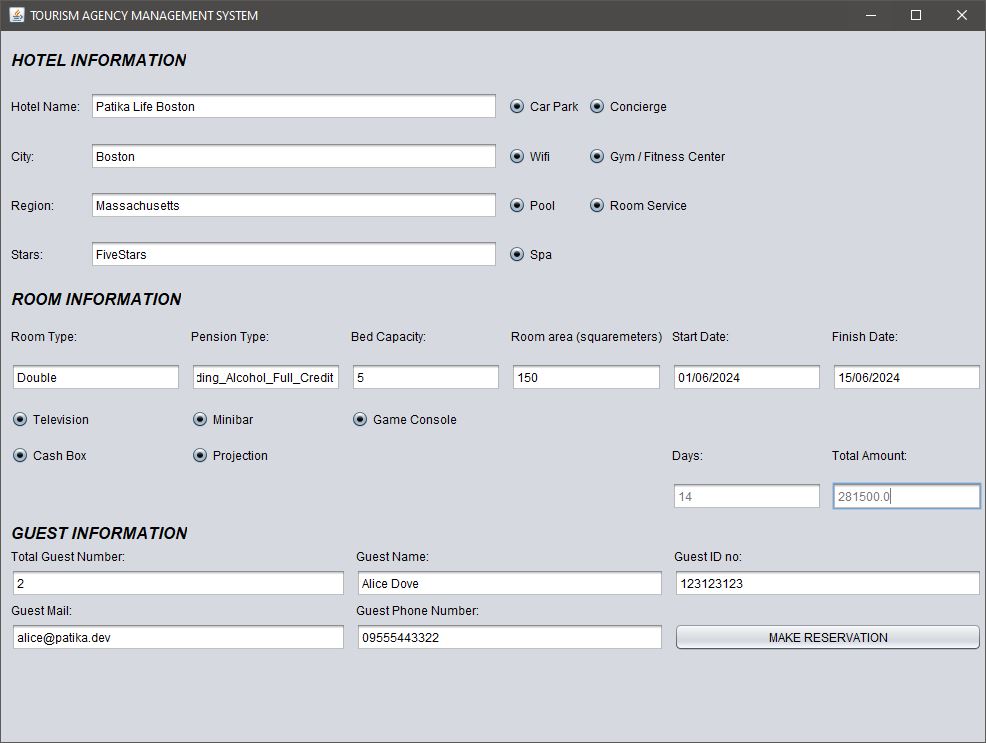 TOURISM AGENCY MANAGEMENT SYSTEM
HOTEL INFORMATION
Hotel Name: Patika Life Boston Car Park Concierge
City: Boston Wifi Gym / Fitness Center
Region: Massachusetts Pool Room Service
Stars: FiveStars Spa
ROOM INFORMATION
Room Type: Pension Type: Bed Capacity: Room area (squaremeters) Start Date: Finish Date:
Double ding_Alcohol_Full_Credit 5 150 01/06/2024 15/06/2024
Television Minibar Game Console
Cash Box Projection Days: Total Amount:
14 281500.0
GUEST INFORMATION
Total Guest Number: Guest Name: Guest ID no:
2 Alice Dove 123123123
Guest Mail: Guest Phone Number:
alice@patika.dev 09555443322 MAKE RESERVATION